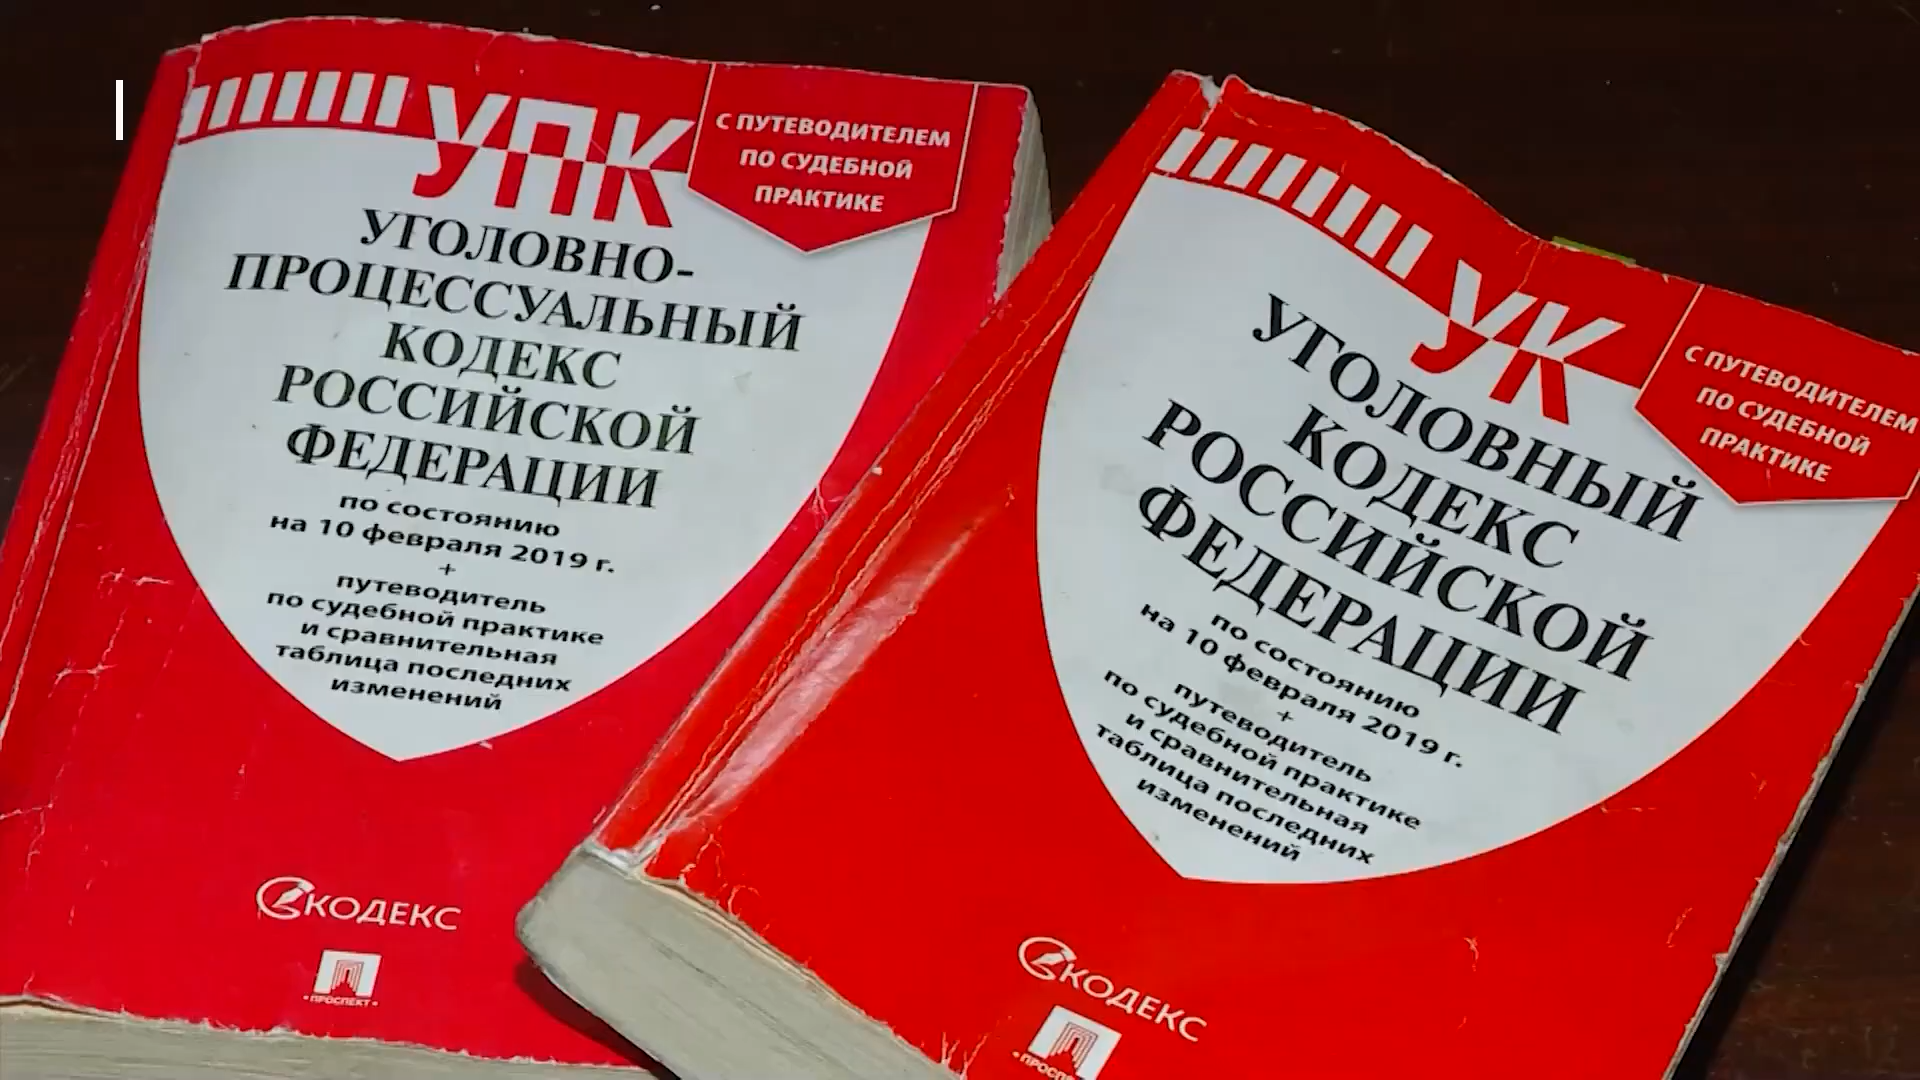 УПК
С ПУТЕВОДИТЕЛЕМ
ПО СУДЕБНОЙ
ПРАКТИКЕ
УГОЛОВНО-
ПРОЦЕССУАЛЬНЫЙ
КОДЕКС
РОССИЙСКОЙ
ФЕДЕРАЦИИ
по состоянию
на 10 февраля 2019 г.
+
путеводитель
по судебной практике
и сравнительная
таблица последних
изменений
КОДЕКС
• ПРОСПЕКТ •
УК
С ПУТЕВОДИТЕЛЕМ
ПО СУДЕБНОЙ
ПРАКТИКЕ
УГОЛОВНЫЙ
КОДЕКС
РОССИЙСКОЙ
ФЕДЕРАЦИИ
по состоянию
на 10 февраля 2019 г.
+
путеводитель
по судебной практике
и сравнительная
таблица последних
изменений
КОДЕКС